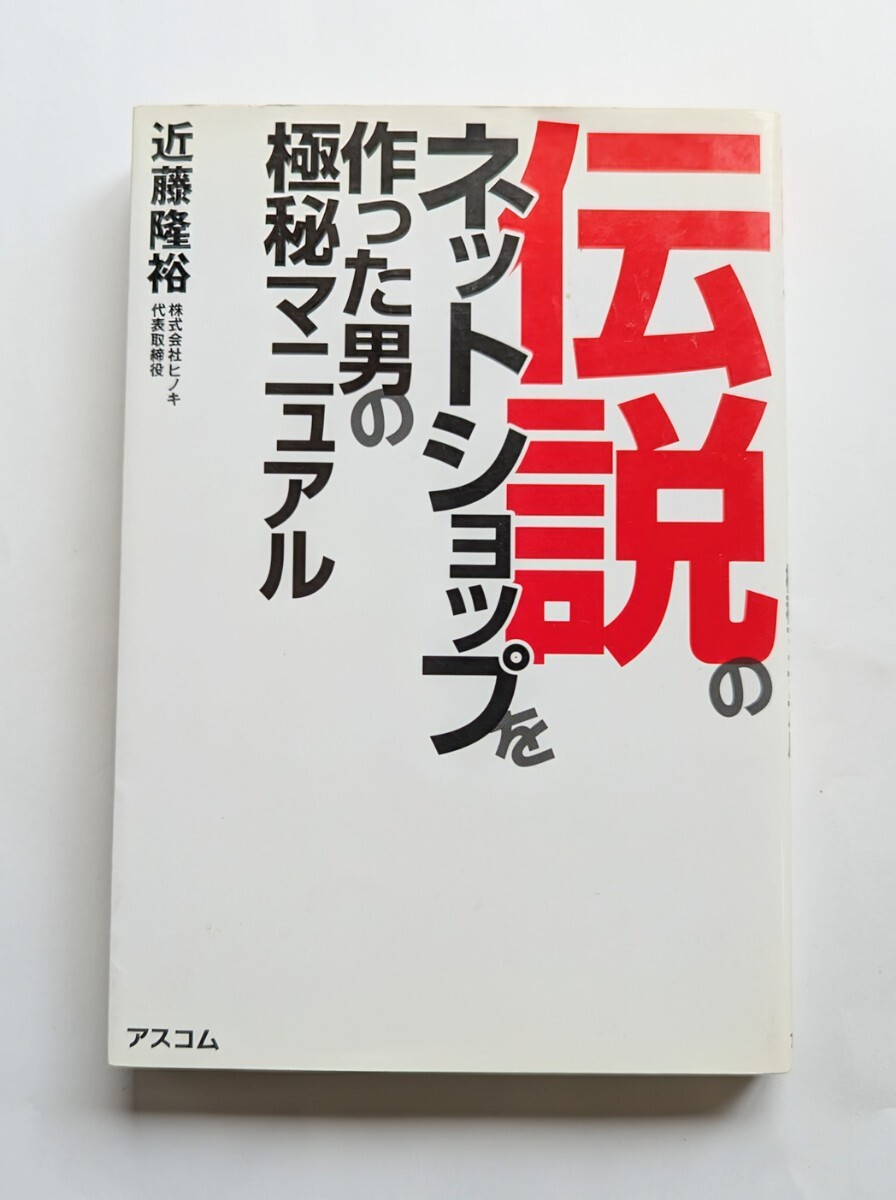 伝説の
ネットショップを
作った男の
極秘マニュアル
近藤隆裕
株式会社ヒノキ
代表取締役
アスコム